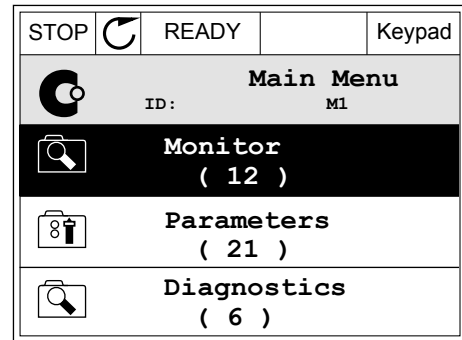 STOP READY Keypad
Main Menu
ID: M1
Monitor
( 12 )
Parameters
( 21 )
Diagnostics
( 6 )